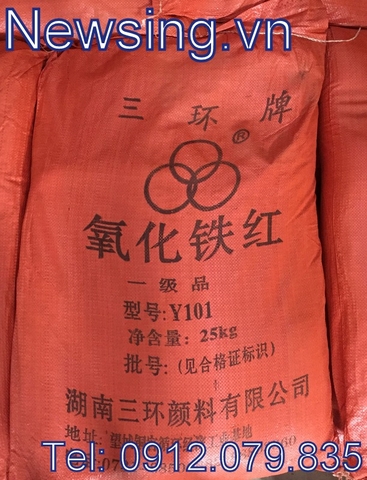 Newsing.vn
三环牌
®
氧化铁红
一级品
型号:Y101
净含量:25kg
批号:(见合格证标识)
湖南三环颜料有限公司
地址:
Tel: 0912.079.835